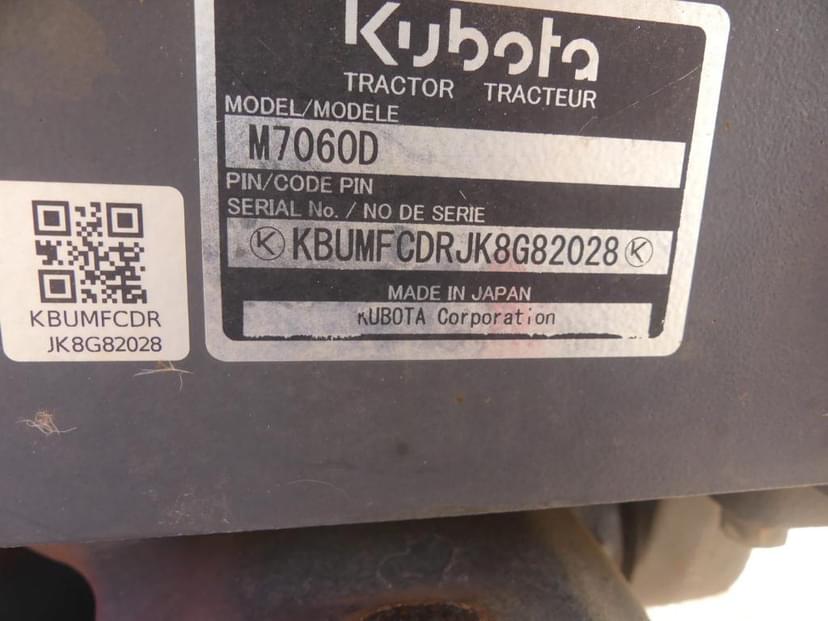 Kubota
TRACTOR TRACTEUR
MODEL/MODELE
M7060D
PIN/CODE PIN
SERIAL No. / NO DE SERIE
KBUMFCDRJK8G82028
MADE IN JAPAN
KUBOTA Corporation
KBUMFCDR
JK8G82028